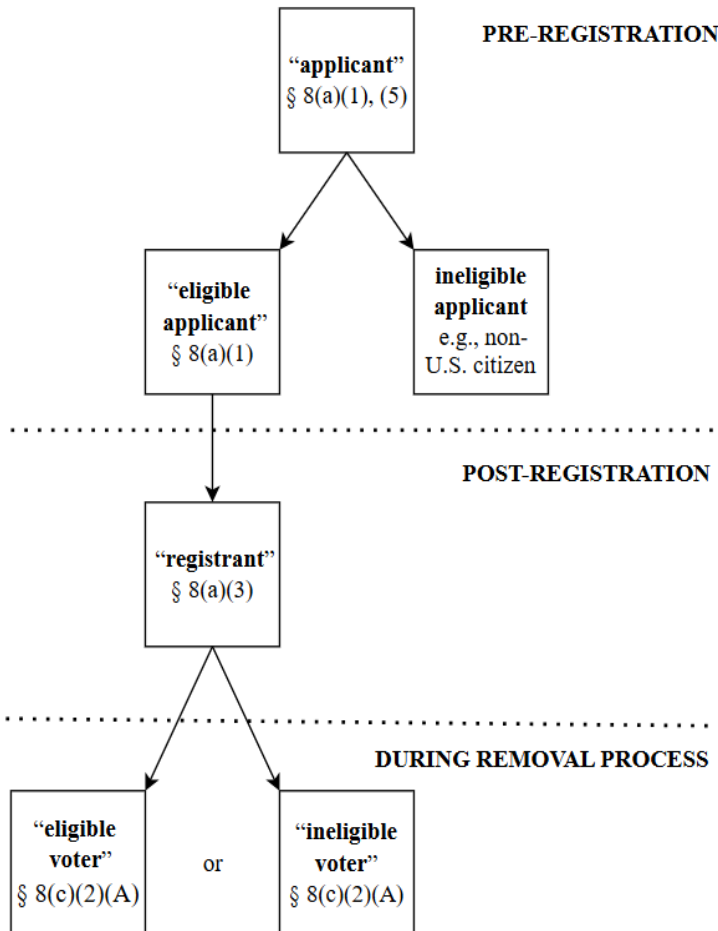 PRE-REGISTRATION
“applicant”
§ 8(a)(1), (5)
“eligible
applicant”
§ 8(a)(1)
ineligible
applicant
e.g., non-
U.S. citizen
POST-REGISTRATION
“registrant”
§ 8(a)(3)
DURING REMOVAL PROCESS
“eligible
voter”
§ 8(c)(2)(A)
or
“ineligible
voter”
§ 8(c)(2)(A)